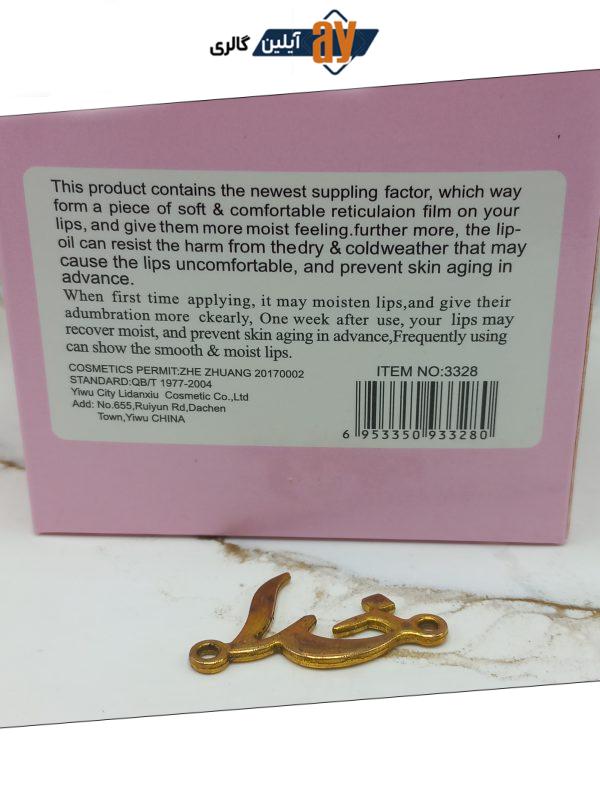 آیلین گالری ay
This product contains the newest suppling factor, which way
form a piece of soft & comfortable reticulaion film on your
lips, and give them more moist feeling.further more, the lip-
oil can resist the harm from thedry & coldweather that may
cause the lips uncomfortable, and prevent skin aging in
advance.
When first time applying, it may moisten lips,and give their
adumbration more ckearly, One week after use, your lips may
recover moist, and prevent skin aging in advance,Frequently using
can show the smooth & moist lips.
COSMETICS PERMIT:ZHE ZHUANG 20170002
STANDARD:QB/T 1977-2004
Yiwu City Lidanxiu Cosmetic Co.,Ltd
Add: No.655,Ruiyun Rd,Dachen
Town,Yiwu CHINA
ITEM NO:3328
6 953350 933280